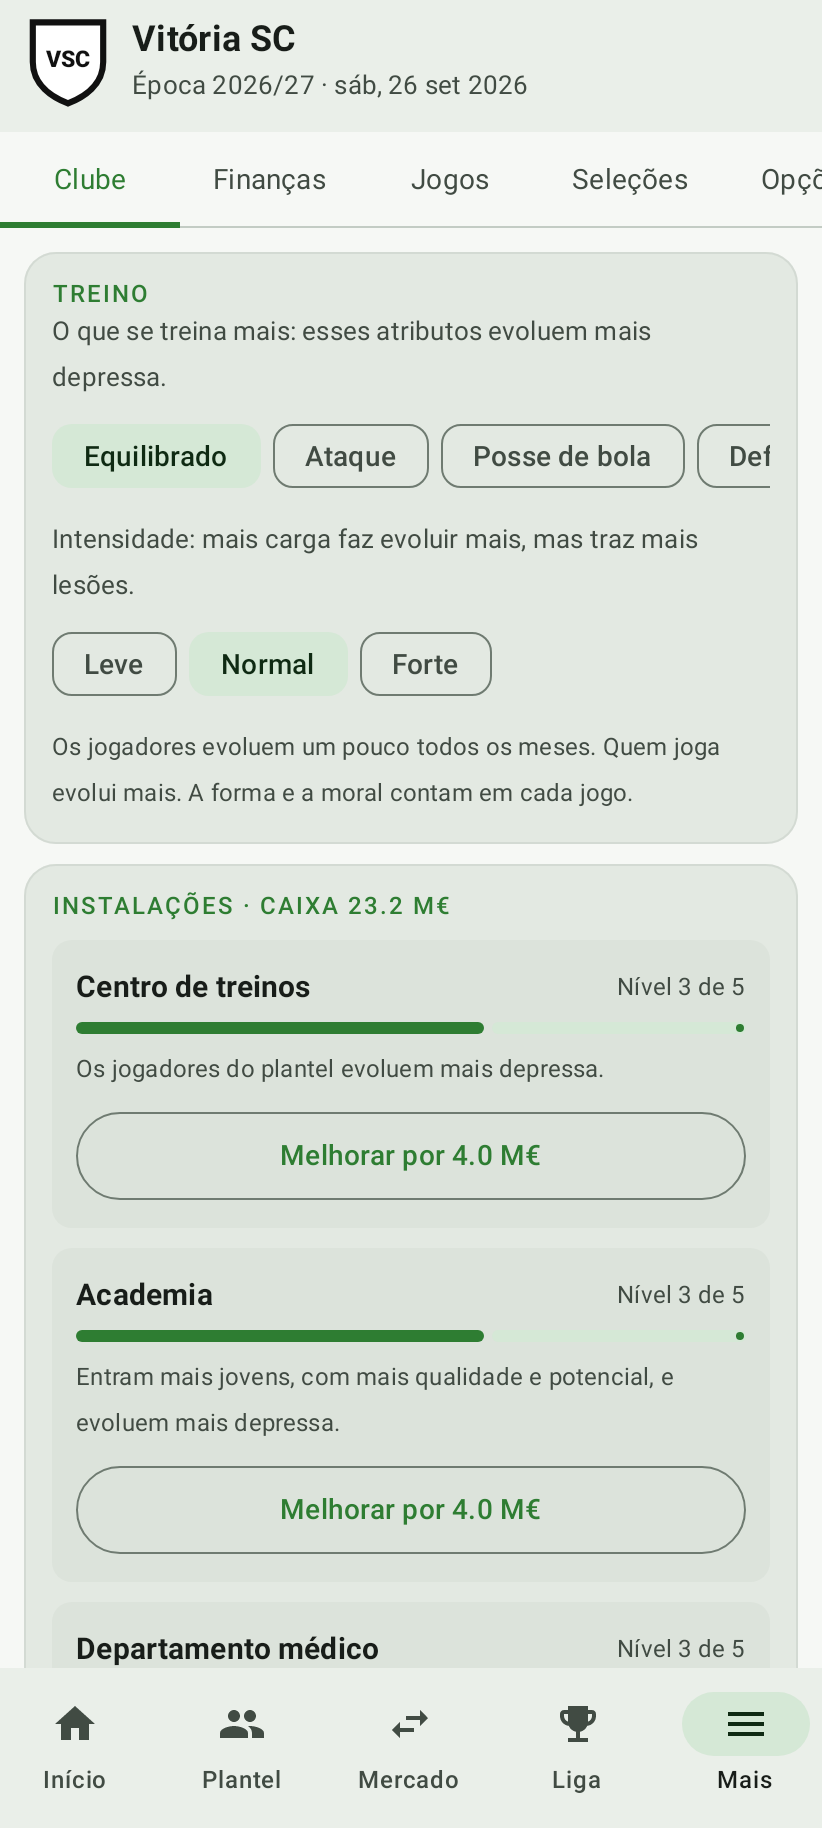 VSC
Vitória SC
Época 2026/27 · sáb, 26 set 2026
Clube Finanças Jogos Seleções Opçõ
TREINO
O que se treina mais: esses atributos evoluem mais
depressa.
Equilibrado Ataque Posse de bola Def
Intensidade: mais carga faz evoluir mais, mas traz mais
lesões.
Leve Normal Forte
Os jogadores evoluem um pouco todos os meses. Quem joga
evolui mais. A forma e a moral contam em cada jogo.
INSTALAÇÕES · CAIXA 23.2 M€
Centro de treinos Nível 3 de 5
Os jogadores do plantel evoluem mais depressa.
Melhorar por 4.0 M€
Academia Nível 3 de 5
Entram mais jovens, com mais qualidade e potencial, e
evoluem mais depressa.
Melhorar por 4.0 M€
Departamento médico Nível 3 de 5
Início Plantel Mercado Liga Mais